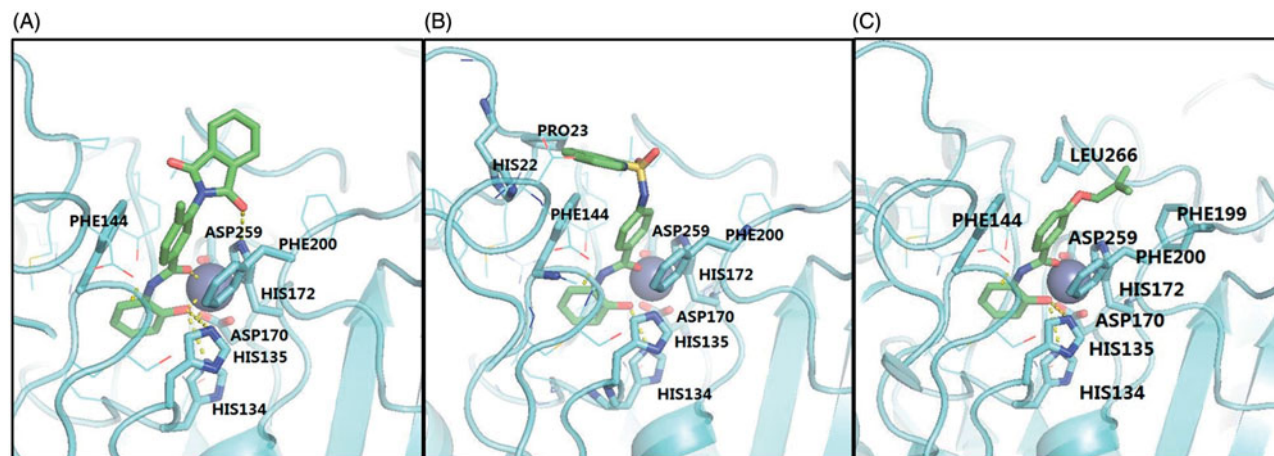 (A)
PHE144
ASP259
PHE200
HIS172
ASP170
HIS135
HIS134
(B)
PRO23
HIS22
PHE144
ASP259
PHE200
HIS172
ASP170
HIS135
HIS134
(C)
LEU266
PHE144
PHE199
ASP259
PHE200
HIS172
ASP170
HIS135
HIS134